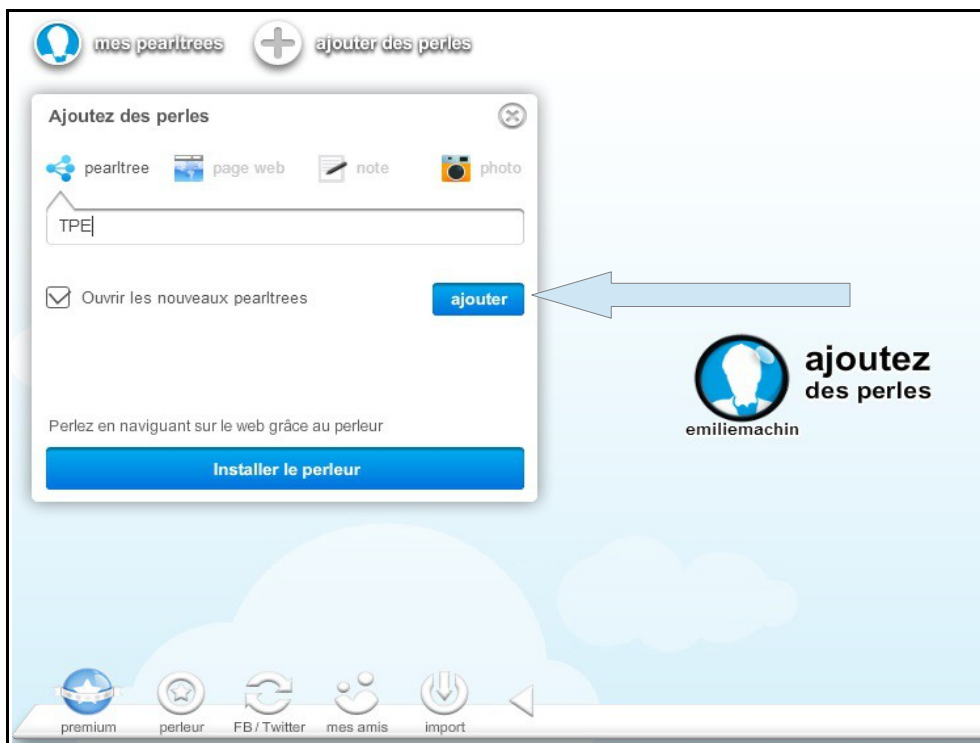 mes pearltrees
ajouter des perles
Ajoutez des perles
pearltree
page web
note
photo
TPE
Ouvrir les nouveaux pearltrees
ajouter
ajoutez
des perles
emiliemachin
Perlez en naviguant sur le web grâce au perleur
Installer le perleur
premium
perleur
FB / Twitter
mes amis
import